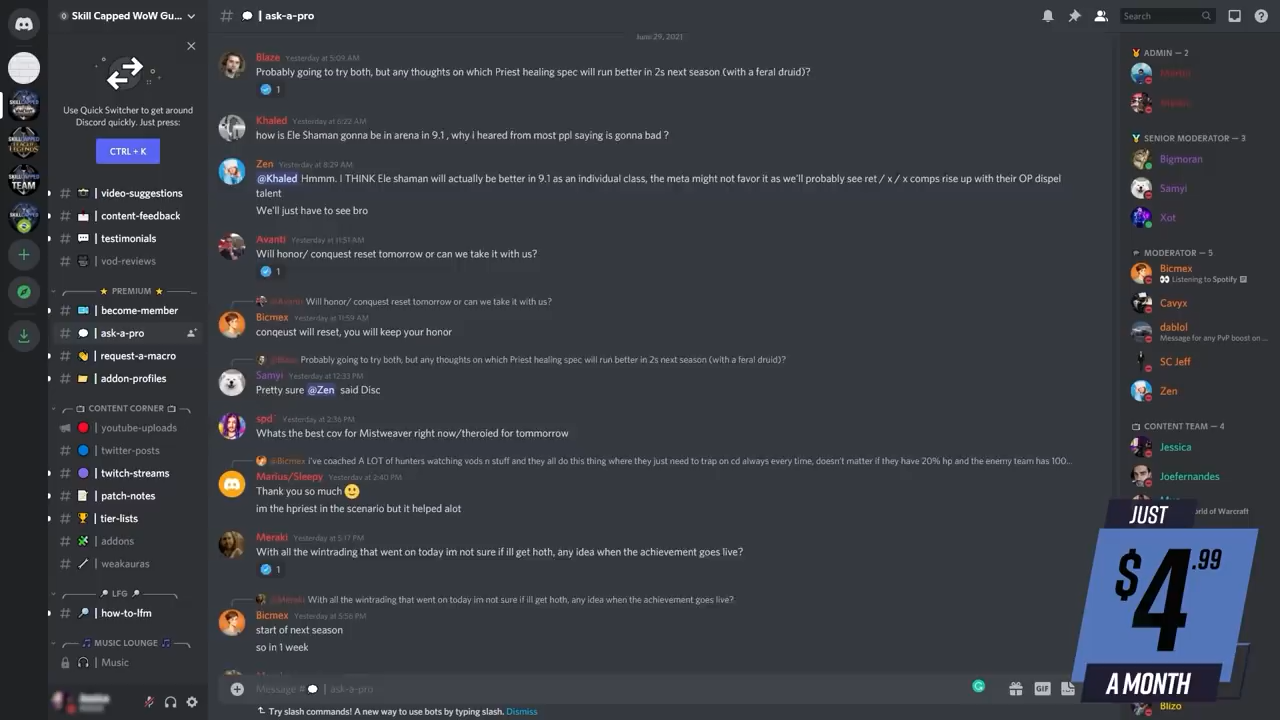 Skill Capped WoW Gu...
💬 | ask-a-pro
Search
Use Quick Switcher to get around
Discord quickly. Just press:
CTRL + K
video-suggestions
content-feedback
testimonials
vod-reviews
PREMIUM
become-member
ask-a-pro
request-a-macro
addon-profiles
CONTENT CORNER
youtube-uploads
twitter-posts
twitch-streams
patch-notes
tier-lists
addons
weakauras
LFG
how-to-lfm
MUSIC LOUNGE
Music
June 29, 2021
Blaze Yesterday at 5:09 AM
Probably going to try both, but any thoughts on which Priest healing spec will run better in 2s next season (with a feral druid)?
1
Khaled Yesterday at 6:22 AM
how is Ele Shaman gonna be in arena in 9.1 , why i heared from most ppl saying is gonna bad ?
Zen Yesterday at 8:29 AM
@Khaled Hmmm. I THINK Ele shaman will actually be better in 9.1 as an individual class, the meta might not favor it as we'll probably see ret / x / x comps rise up with their OP dispel
talent
We'll just have to see bro
Avanti Yesterday at 11:51 AM
Will honor/ conquest reset tomorrow or can we take it with us?
1
@Avanti Will honor/ conquest reset tomorrow or can we take it with us?
Bicmex Yesterday at 11:59 AM
conqeust will reset, you will keep your honor
@Blaze Probably going to try both, but any thoughts on which Priest healing spec will run better in 2s next season (with a feral druid)?
Samyi Yesterday at 12:33 PM
Pretty sure @Zen said Disc
spd` Yesterday at 2:36 PM
Whats the best cov for Mistweaver right now/theroied for tommorrow
@Bicmex i've coached A LOT of hunters watching vods n stuff and they all do this thing where they just need to trap on cd always every time, doesn't matter if they have 20% hp and the enemy team has 100...
Marius/Sleepy Yesterday at 2:40 PM
Thank you so much 🙂
im the hpriest in the scenario but it helped alot
Meraki Yesterday at 5:17 PM
With all the wintrading that went on today im not sure if ill get hoth, any idea when the achievement goes live?
1
@Meraki With all the wintrading that went on today im not sure if ill get hoth, any idea when the achievement goes live?
Bicmex Yesterday at 5:56 PM
start of next season
so in 1 week
Message #💬 | ask-a-pro
GIF
Try slash commands! A new way to use bots by typing slash. Dismiss
ADMIN — 2
SENIOR MODERATOR — 3
Bigmoran
Samyi
Xot
MODERATOR — 5
Bicmex
Listening to Spotify
Cavyx
dablol
Message for any PvP boost on ...
SC Jeff
Zen
CONTENT TEAM — 4
Jessica
Joefernandes
orld of Warcraft
Blizo
JUST
$4.99
A MONTH